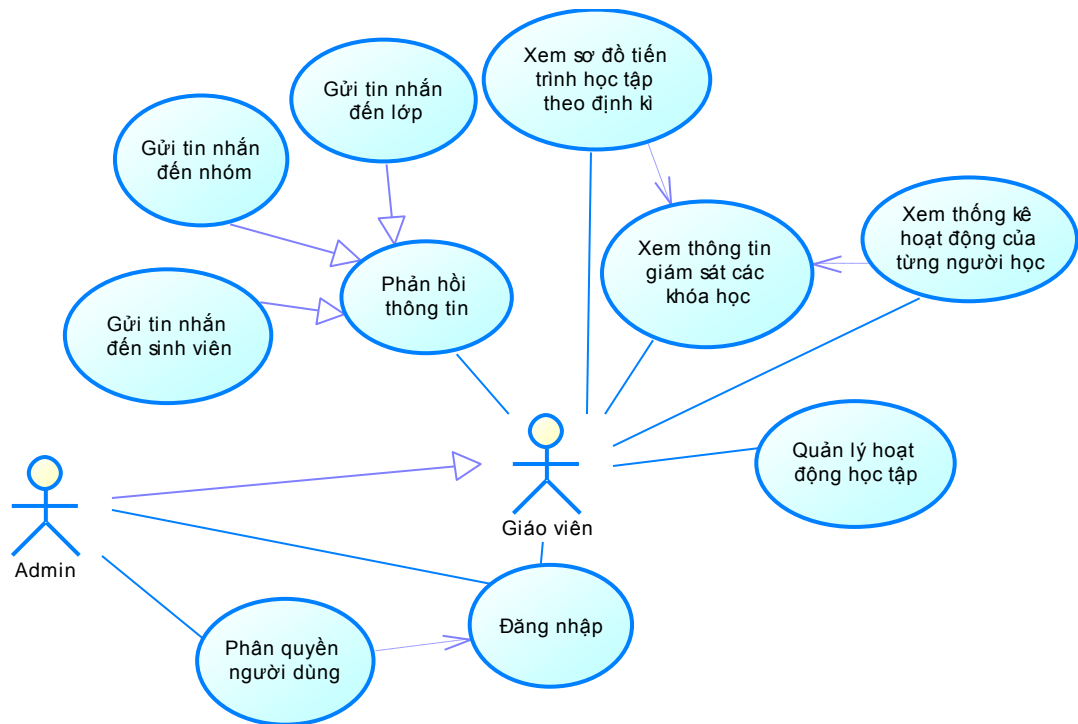 Xem sơ đồ tiến
trình học tập
theo định kì
Gửi tin nhắn
đến lớp
Gửi tin nhắn
đến nhóm
Xem thống kê
hoạt động của
từng người học
Xem thông tin
giám sát các
khóa học
Phản hồi
thông tin
Gửi tin nhắn
đến sinh viên
Quản lý hoạt
động học tập
Giáo viên
Admin
Đăng nhập
Phân quyền
người dùng